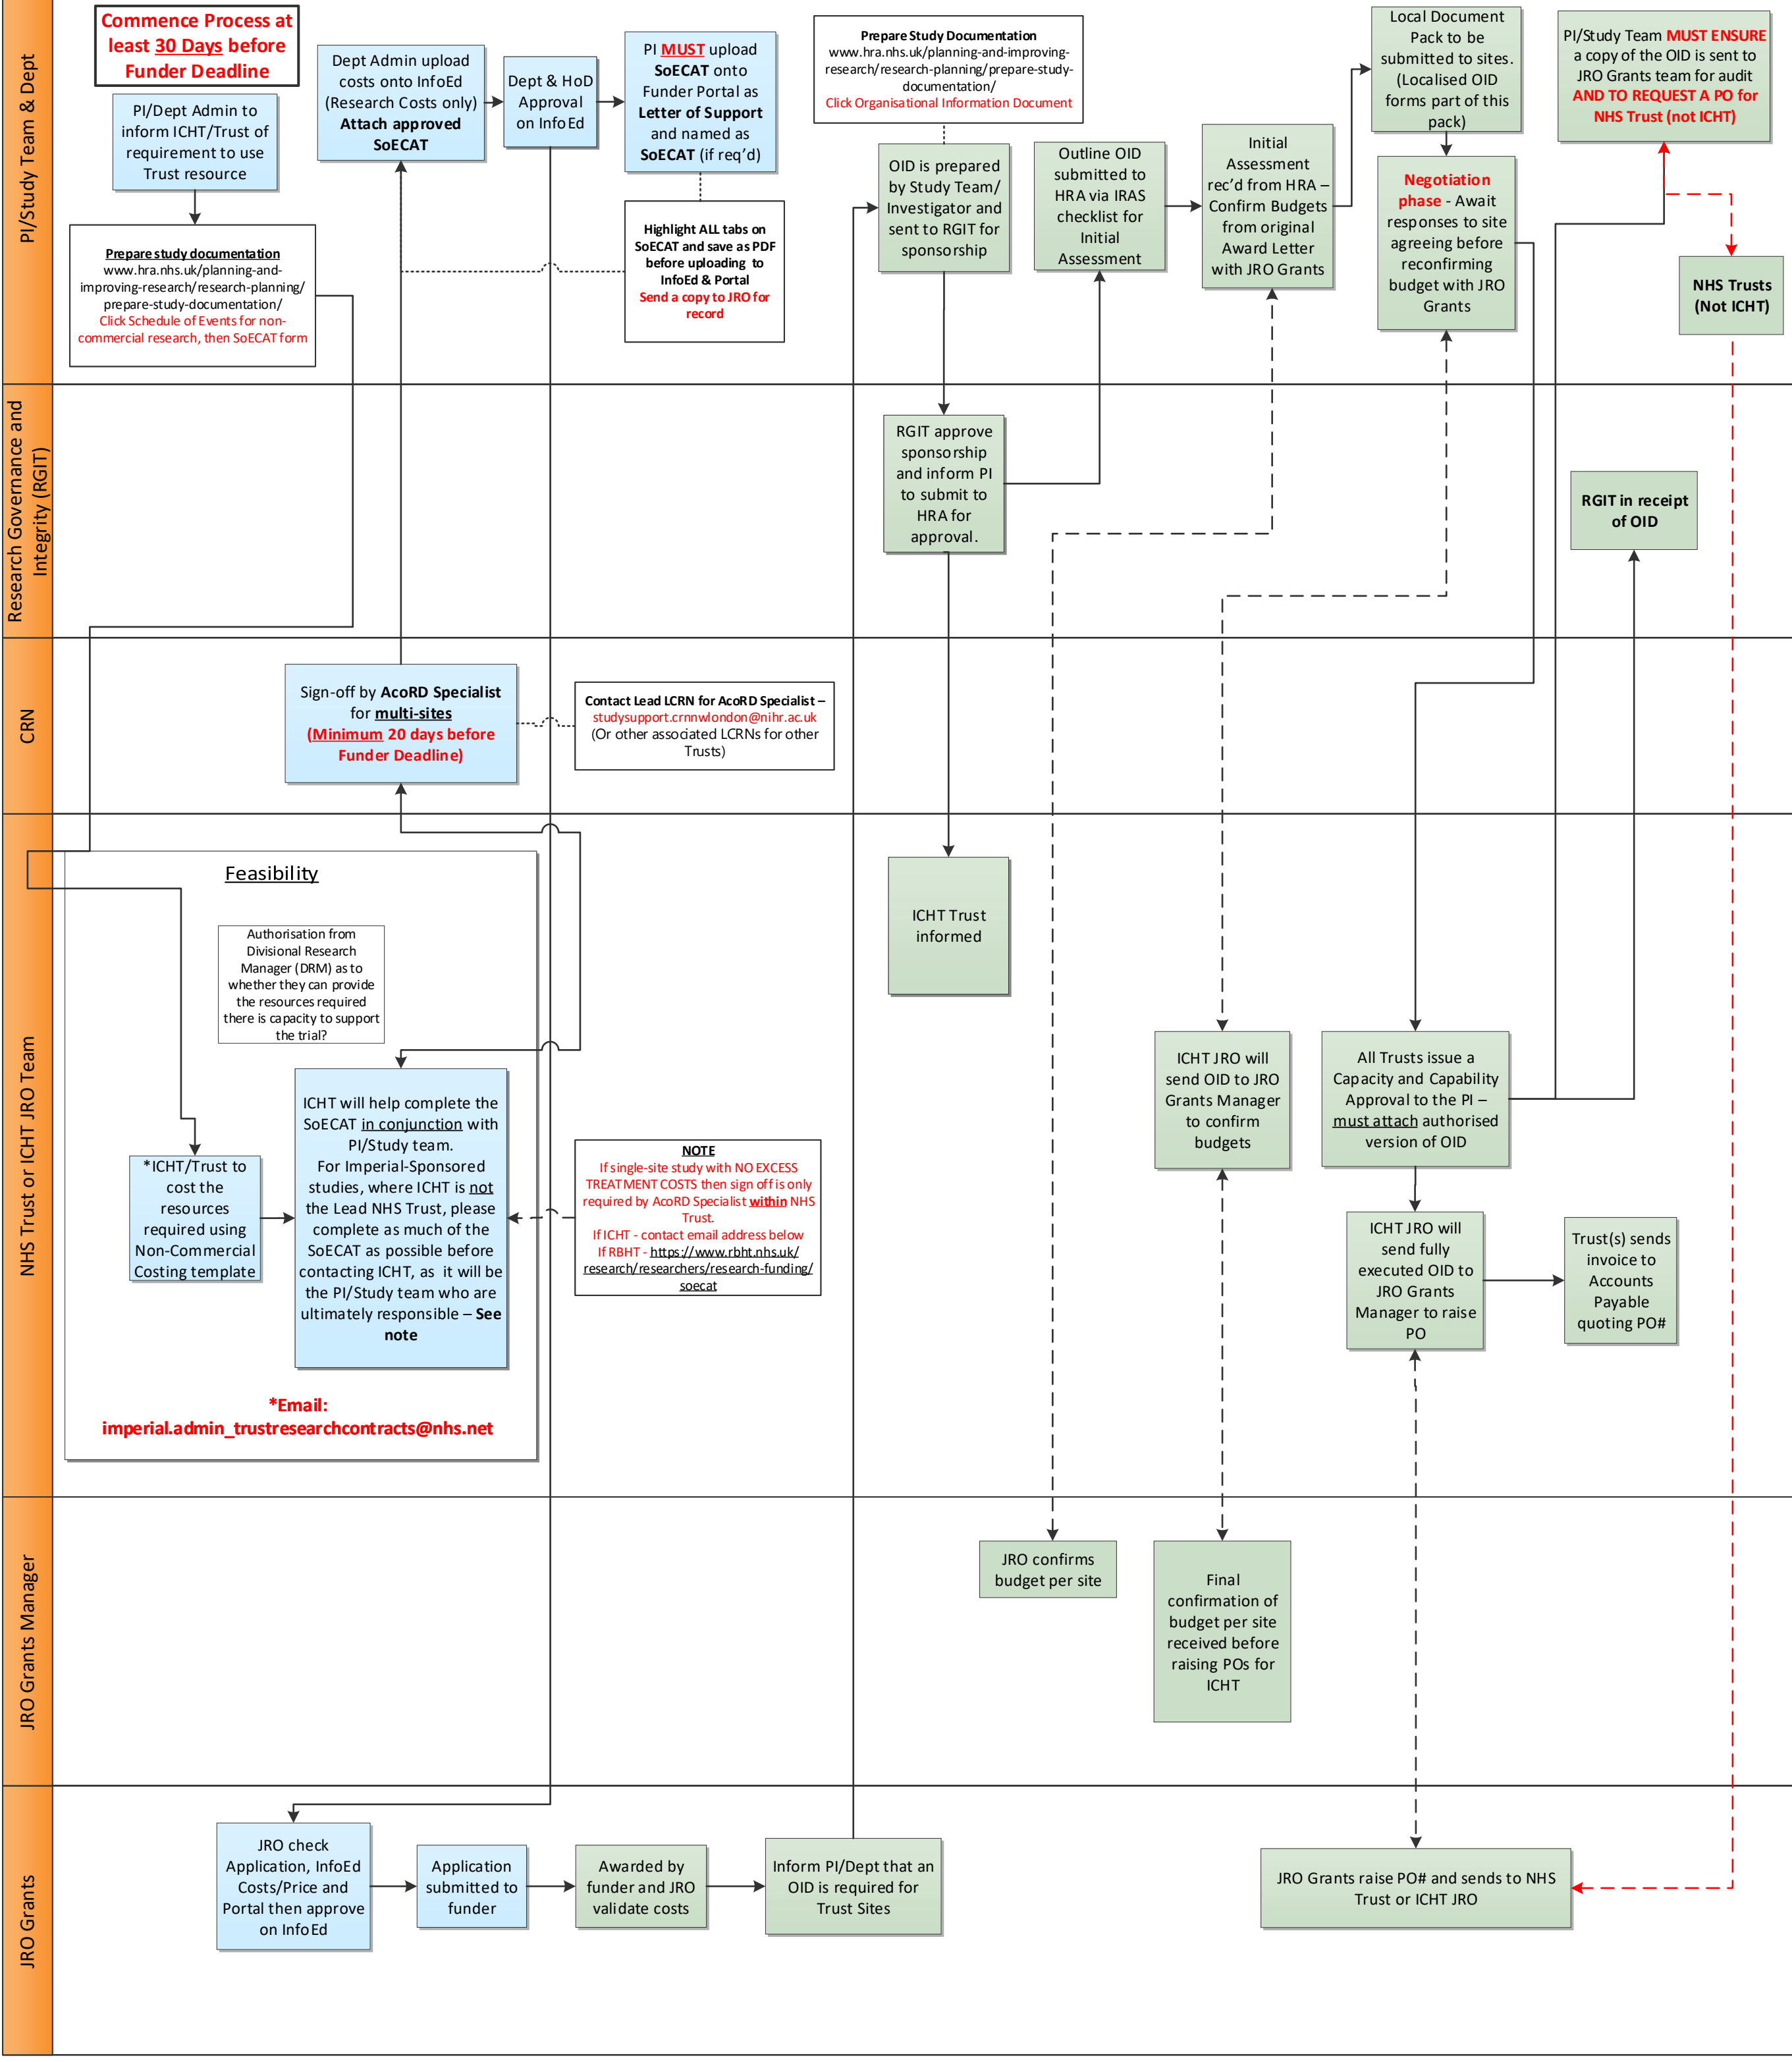 PI/Study Team & Dept
Commence Process at
least 30 Days before
Funder Deadline
PI/Dept Admin to
inform ICHT/Trust of
requirement to use
Trust resource
Prepare study documentation
www.hra.nhs.uk/planning-and-
improving-research/research-planning/
prepare-study-documentation/
Click Schedule of Events for non-
commercial research, then SoECAT form
Dept Admin upload
costs onto InfoEd
(Research Costs only)
Attach approved
SoECAT
Dept & HoD
Approval
on InfoEd
PI MUST upload
SoECAT onto
Funder Portal as
Letter of Support
and named as
SoECAT (if req'd)
Highlight ALL tabs on
SoECAT and save as PDF
before uploading to
InfoEd & Portal
Send a copy to JRO for
record
Prepare Study Documentation
www.hra.nhs.uk/planning-and-improving-
research/research-planning/prepare-study-
documentation/
Click Organisational Information Document
OID is prepared
by Study Team/
Investigator and
sent to RGIT for
sponsorship
Outline OID
submitted to
HRA via IRAS
checklist for
Initial
Assessment
Initial
Assessment
rec'd from HRA –
Confirm Budgets
from original
Award Letter
with JRO Grants
Local Document
Pack to be
submitted to sites.
(Localised OID
forms part of this
pack)
Negotiation
phase - Await
responses to site
agreeing before
reconfirming
budget with JRO
Grants
PI/Study Team MUST ENSURE
a copy of the OID is sent to
JRO Grants team for audit
AND TO REQUEST A PO for
NHS Trust (not ICHT)
NHS Trusts
(Not ICHT)
Research Governance and
Integrity (RGIT)
RGIT approve
sponsorship
and inform PI
to submit to
HRA for
approval.
RGIT in receipt
of OID
CRN
Sign-off by AcoRD Specialist
for multi-sites
(Minimum 20 days before
Funder Deadline)
Contact Lead LCRN for AcoRD Specialist –
studysupport.crnnwlondon@nihr.ac.uk
(Or other associated LCRNs for other
Trusts)
NHS Trust or ICHT JRO Team
Feasibility
Authorisation from
Divisional Research
Manager (DRM) as to
whether they can provide
the resources required
there is capacity to support
the trial?
*ICHT/Trust to
cost the
resources
required using
Non-Commercial
Costing template
ICHT will help complete the
SoECAT in conjunction with
PI/Study team.
For Imperial-Sponsored
studies, where ICHT is not
the Lead NHS Trust, please
complete as much of the
SoECAT as possible before
contacting ICHT, as it will be
the PI/Study team who are
ultimately responsible – See
note
*Email:
imperial.admin_trustresearchcontracts@nhs.net
NOTE
If single-site study with NO EXCESS
TREATMENT COSTS then sign off is only
required by AcoRD Specialist within NHS
Trust.
If ICHT - contact email address below
If RBHT - https://www.rbht.nhs.uk/
research/researchers/research-funding/
soecat
ICHT Trust
informed
ICHT JRO will
send OID to JRO
Grants Manager
to confirm
budgets
All Trusts issue a
Capacity and Capability
Approval to the PI –
must attach authorised
version of OID
ICHT JRO will
send fully
executed OID to
JRO Grants
Manager to raise
PO
Trust(s) sends
invoice to
Accounts
Payable
quoting PO#
JRO Grants Manager
JRO confirms
budget per site
Final
confirmation of
budget per site
received before
raising POs for
ICHT
JRO Grants
JRO check
Application, InfoEd
Costs/Price and
Portal then approve
on InfoEd
Application
submitted to
funder
Awarded by
funder and JRO
validate costs
Inform PI/Dept that an
OID is required for
Trust Sites
JRO Grants raise PO# and sends to NHS
Trust or ICHT JRO